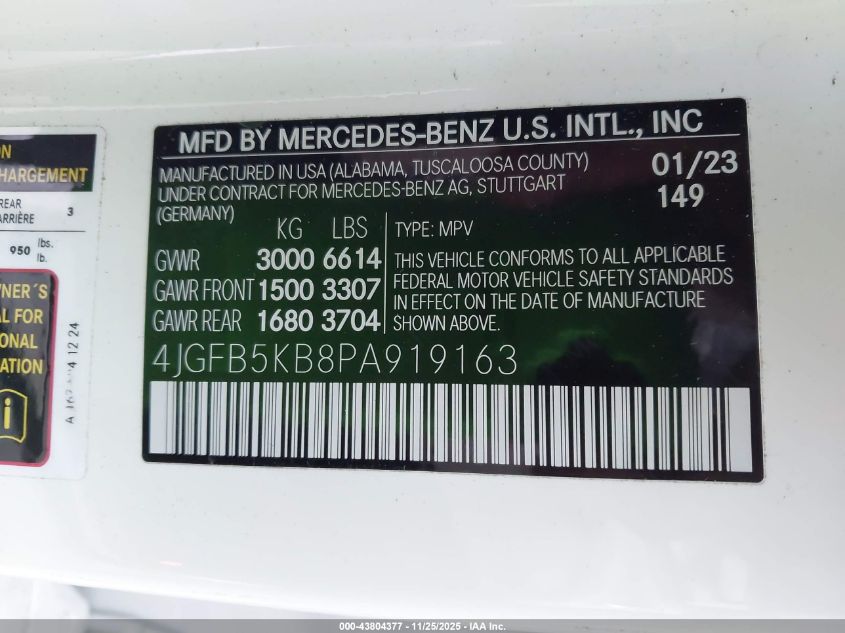 MFD BY MERCEDES-BENZ U.S. INTL., INC
MANUFACTURED IN USA (ALABAMA, TUSCALOOSA COUNTY)
UNDER CONTRACT FOR MERCEDES-BENZ AG, STUTTGART
(GERMANY)
01/23
149
KG LBS
GVWR 3000 6614
GAWR FRONT 1500 3307
GAWR REAR 1680 3704
TYPE: MPV
THIS VEHICLE CONFORMS TO ALL APPLICABLE
FEDERAL MOTOR VEHICLE SAFETY STANDARDS
IN EFFECT ON THE DATE OF MANUFACTURE
SHOWN ABOVE.
4JGFB5KB8PA919163
ON
HARGEMENT
REAR
ARRIÈRE 3
950 lbs.
lb.
NER´S
AL FOR
ONAL
ATION
i
12 24
000-43804377 - 11/25/2025 - IAA Inc.